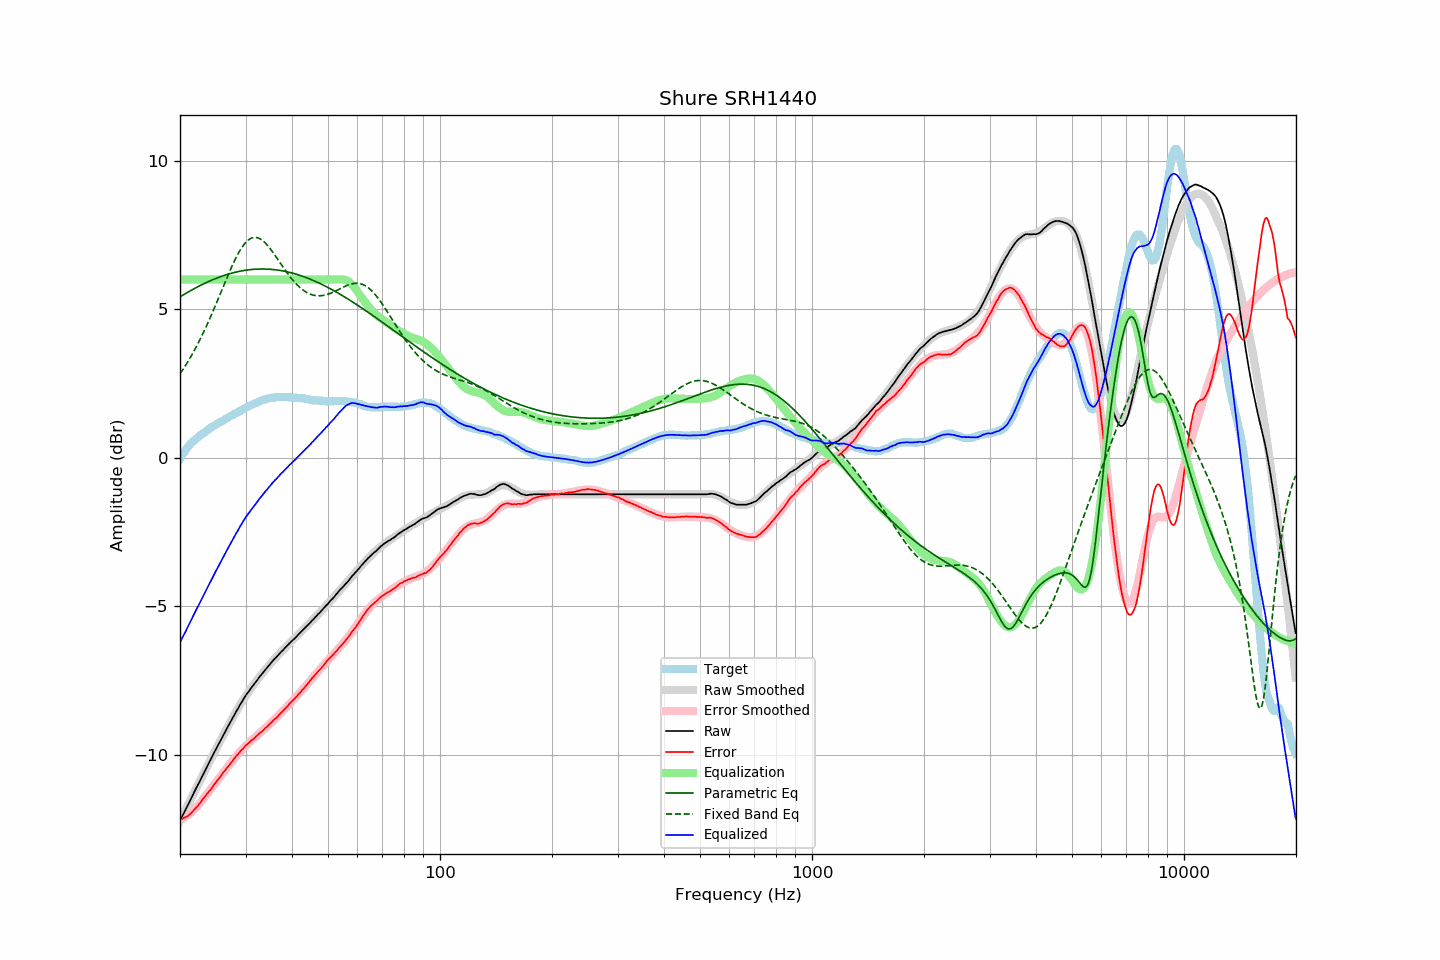 Shure SRH1440
Amplitude (dBr)
10
5
0
−5
−10
100
1000
10000
Frequency (Hz)
Target
Raw Smoothed
Error Smoothed
Raw
Error
Equalization
Parametric Eq
Fixed Band Eq
Equalized